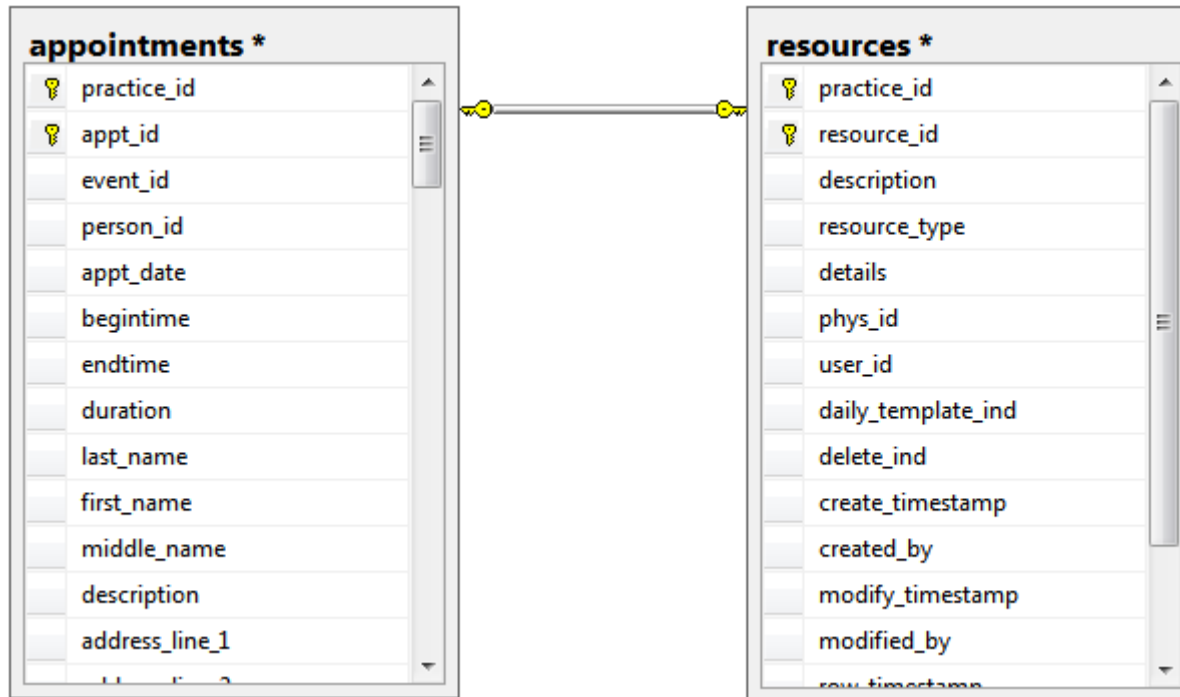 appointments *
practice_id
appt_id
event_id
person_id
appt_date
begintime
endtime
duration
last_name
first_name
middle_name
description
address_line_1
resources *
practice_id
resource_id
description
resource_type
details
phys_id
user_id
daily_template_ind
delete_ind
create_timestamp
created_by
modify_timestamp
modified_by
row_timestamp